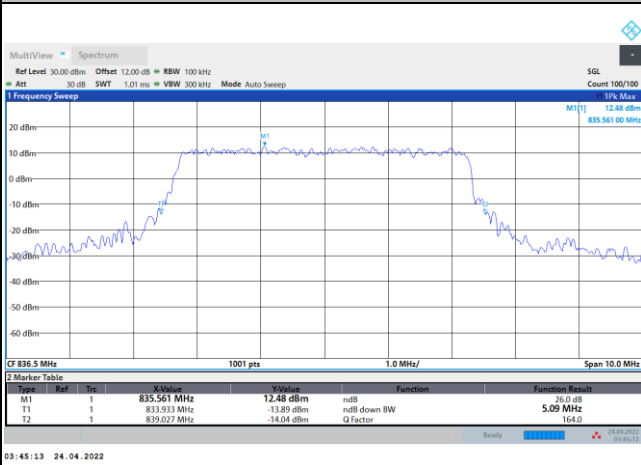 MultiView Spectrum
Ref Level 30.00 dBm Offset 12.00 dB RBW 100 kHz SGL
Att 30 dB SWT 1.01 ms VBW 300 kHz Mode Auto Sweep Count 100/100
1 Frequency Sweep 1Pk Max
M1[1] 12.48 dBm
835.561 00 MHz
20 dBm
M1
10 dBm
0 dBm
-10 dBm
T1
T2
-20 dBm
-30 dBm
-40 dBm
-50 dBm
-60 dBm
CF 836.5 MHz 1001 pts 1.0 MHz/ Span 10.0 MHz
2 Marker Table
Type Ref Trc X-Value Y-Value Function Function Result
M1 1 835.561 MHz 12.48 dBm ndB 26.0 dB
T1 1 833.933 MHz -13.89 dBm ndB down BW 5.09 MHz
T2 1 839.027 MHz -14.04 dBm Q Factor 164.0
Ready 24.04.2022
03:45:12
03:45:13 24.04.2022